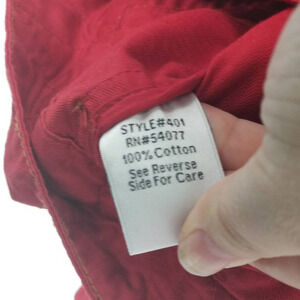 STYLE#401
RN#54077
100% Cotton
See Reverse
Side For Care